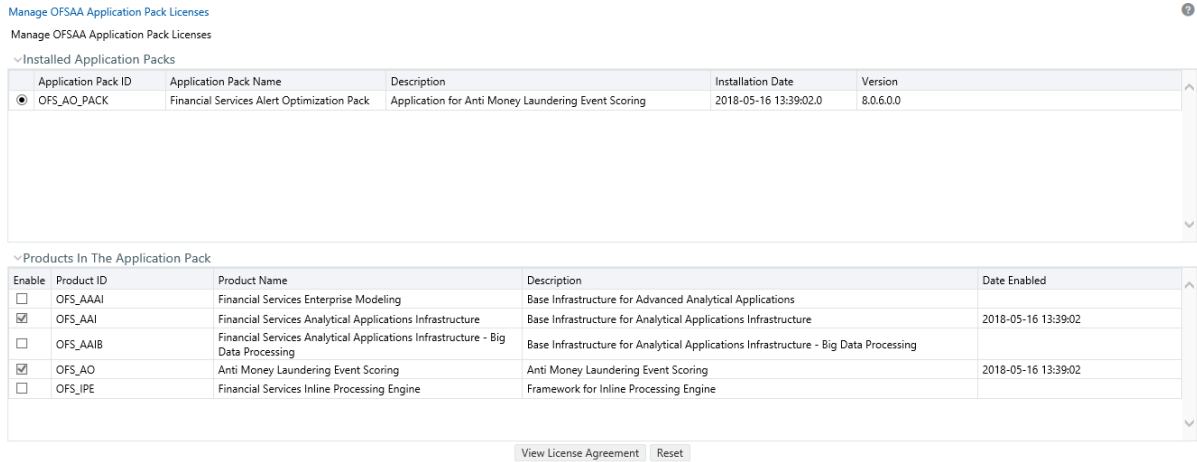 Manage OFSAA Application Pack Licenses
Manage OFSAA Application Pack Licenses
Installed Application Packs
Application Pack ID Application Pack Name Description Installation Date Version
OFS_AO_PACK Financial Services Alert Optimization Pack Application for Anti Money Laundering Event Scoring 2018-05-16 13:39:02.0 8.0.6.0.0
Products In The Application Pack
Enable Product ID Product Name Description Date Enabled
OFS_AAAI Financial Services Enterprise Modeling Base Infrastructure for Advanced Analytical Applications
OFS_AAI Financial Services Analytical Applications Infrastructure Base Infrastructure for Analytical Applications Infrastructure 2018-05-16 13:39:02
OFS_AAIB Financial Services Analytical Applications Infrastructure - Big Data Processing Base Infrastructure for Analytical Applications Infrastructure - Big Data Processing
OFS_AO Anti Money Laundering Event Scoring Anti Money Laundering Event Scoring 2018-05-16 13:39:02
OFS_IPE Financial Services Inline Processing Engine Framework for Inline Processing Engine
View License Agreement Reset